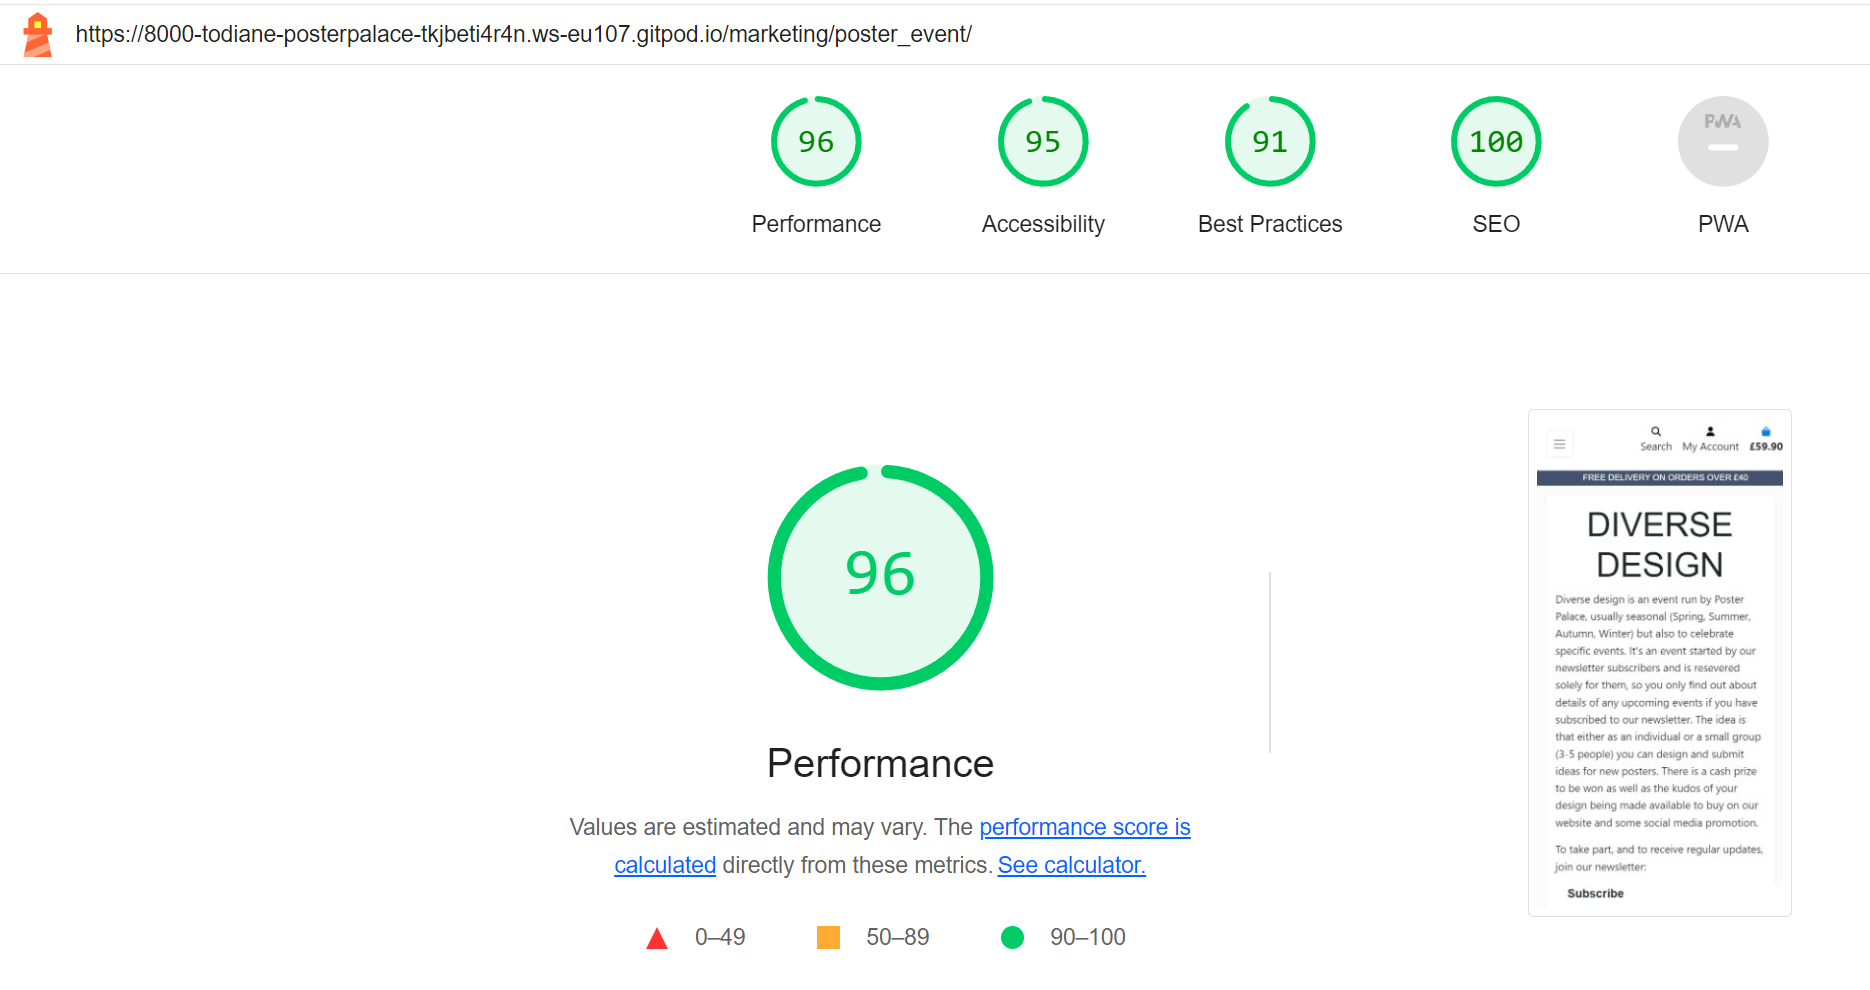 https://8000-todiane-posterpalace-tkjbeti4r4n.ws-eu107.gitpod.io/marketing/poster_event/
96
95
91
100
PWA
Performance
Accessibility
Best Practices
SEO
PWA
96
Performance
Values are estimated and may vary. The performance score is
calculated directly from these metrics. See calculator.
0–49
50–89
90–100
Search
My Account
£59.90
FREE DELIVERY ON ORDERS OVER £40
DIVERSE
DESIGN
Diverse design is an event run by Poster
Palace, usually seasonal (Spring, Summer,
Autumn, Winter) but also to celebrate
specific events. It's an event started by our
newsletter subscribers and is resevered
solely for them, so you only find out about
details of any upcoming events if you have
subscribed to our newsletter. The idea is
that either as an individual or a small group
(3-5 people) you can design and submit
ideas for new posters. There is a cash prize
to be won as well as the kudos of your
design being made available to buy on our
website and some social media promotion.
To take part, and to receive regular updates,
join our newsletter:
Subscribe